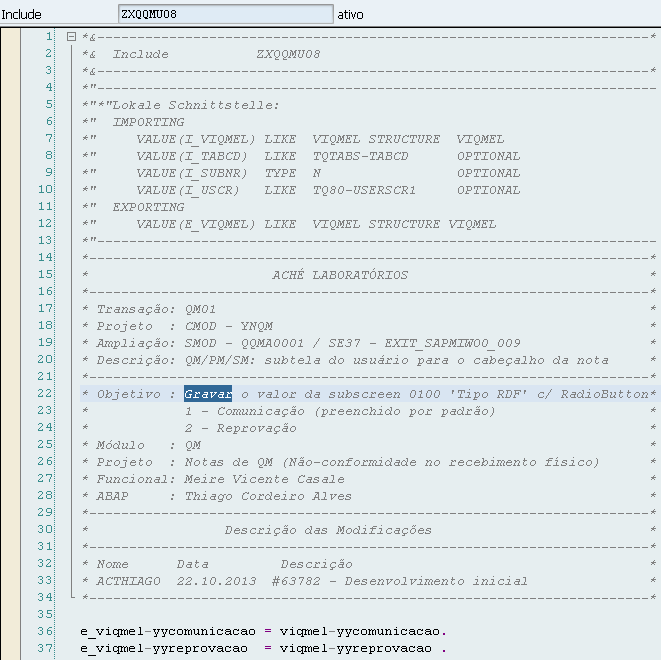 Include ZXQQMU08 ativo
1 *&---------------------------------------------------------------------*
2 *&  Include           ZXQQMU08
3 *&---------------------------------------------------------------------*
4 *"----------------------------------------------------------------------
5 *"*"Lokale Schnittstelle:
6 *"  IMPORTING
7 *"     VALUE(I_VIQMEL) LIKE  VIQMEL STRUCTURE  VIQMEL
8 *"     VALUE(I_TABCD)  LIKE  TQTABS-TABCD      OPTIONAL
9 *"     VALUE(I_SUBNR)  TYPE  N                 OPTIONAL
10 *"     VALUE(I_USCR)   LIKE  TQ80-USERSCR1     OPTIONAL
11 *"  EXPORTING
12 *"     VALUE(E_VIQMEL) LIKE  VIQMEL STRUCTURE VIQMEL
13 *"----------------------------------------------------------------------
14 *----------------------------------------------------------------------*
15 *                       ACHÉ LABORATÓRIOS                              *
16 *----------------------------------------------------------------------*
17 * Transação: QM01                                                      *
18 * Projeto  : CMOD - YNQM                                               *
19 * Ampliação: SMOD - QQMA0001 / SE37 - EXIT_SAPMIWO0_009                *
20 * Descrição: QM/PM/SM: subtela do usuário para o cabeçalho da nota     *
21 *----------------------------------------------------------------------*
22 * Objetivo : Gravar o valor da subscreen 0100 'Tipo RDF' c/ RadioButton*
23 *            1 - Comunicação (preenchido por padrão)                   *
24 *            2 - Reprovação                                            *
25 * Módulo   : QM                                                        *
26 * Projeto  : Notas de QM (Não-conformidade no recebimento físico)      *
27 * Funcional: Meire Vicente Casale                                      *
28 * ABAP     : Thiago Cordeiro Alves                                     *
29 *----------------------------------------------------------------------*
30 *                 Descrição das Modificações                           *
31 *----------------------------------------------------------------------*
32 * Nome      Data         Descrição                                     *
33 * ACTHIAGO  22.10.2013  #63782 - Desenvolvimento inicial               *
34 *----------------------------------------------------------------------*
35
36 e_viqmel-yycomunicacao = viqmel-yycomunicacao.
37 e_viqmel-yyreprovacao  = viqmel-yyreprovacao .